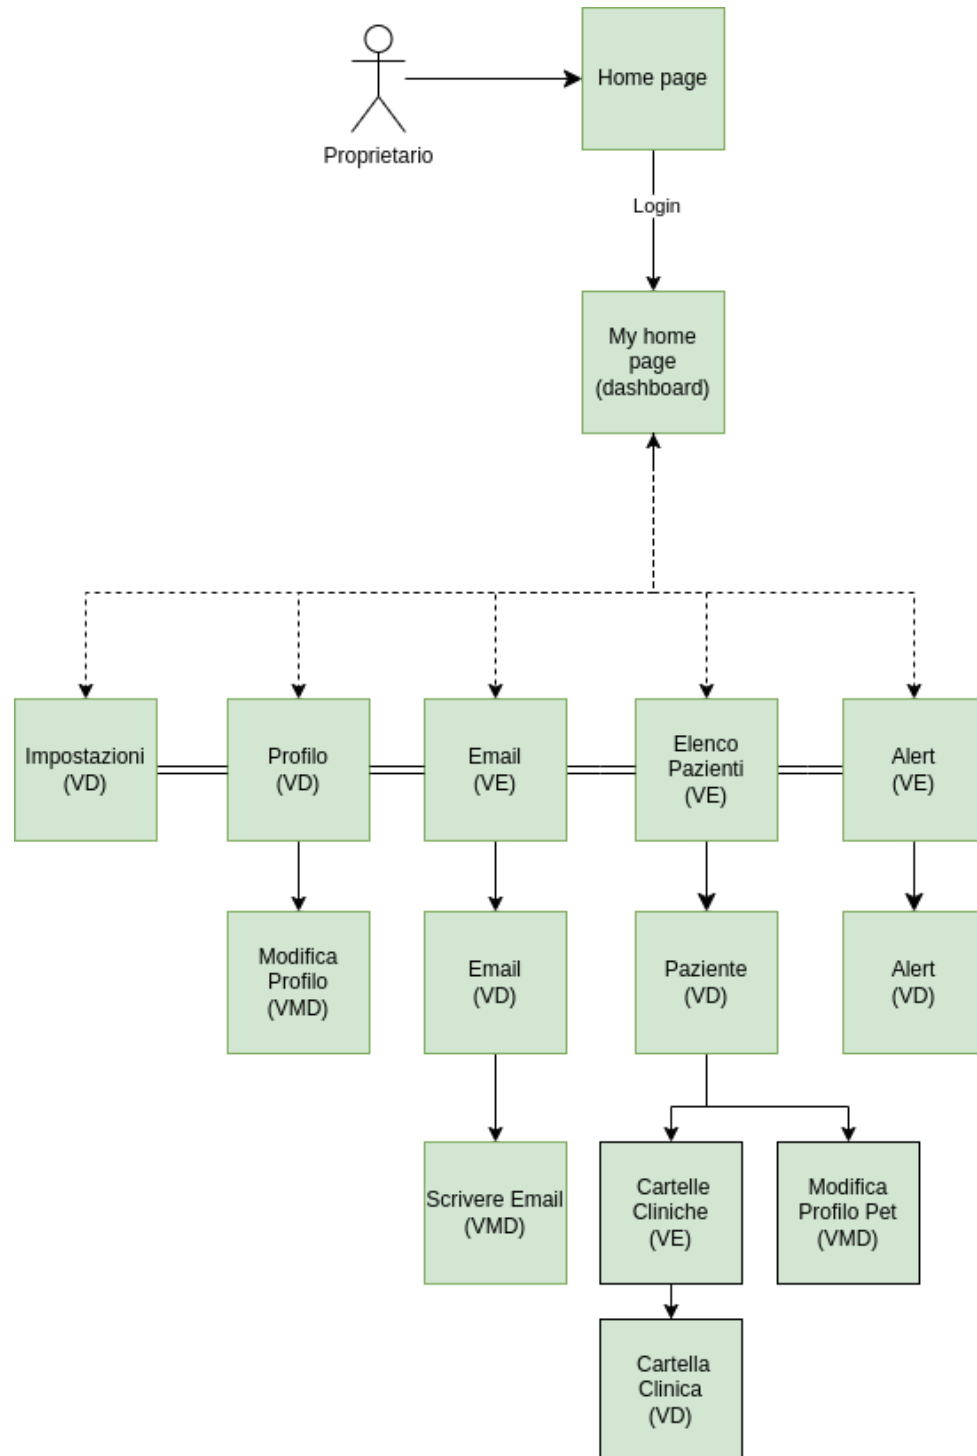 Home page
Proprietario
Login
My home
page
(dashboard)
Impostazioni
(VD)
Profilo
(VD)
Email
(VE)
Elenco
Pazienti
(VE)
Alert
(VE)
Modifica
Profilo
(VMD)
Email
(VD)
Paziente
(VD)
Alert
(VD)
Scrivere Email
(VMD)
Cartelle
Cliniche
(VE)
Modifica
Profilo Pet
(VMD)
Cartella
Clinica
(VD)